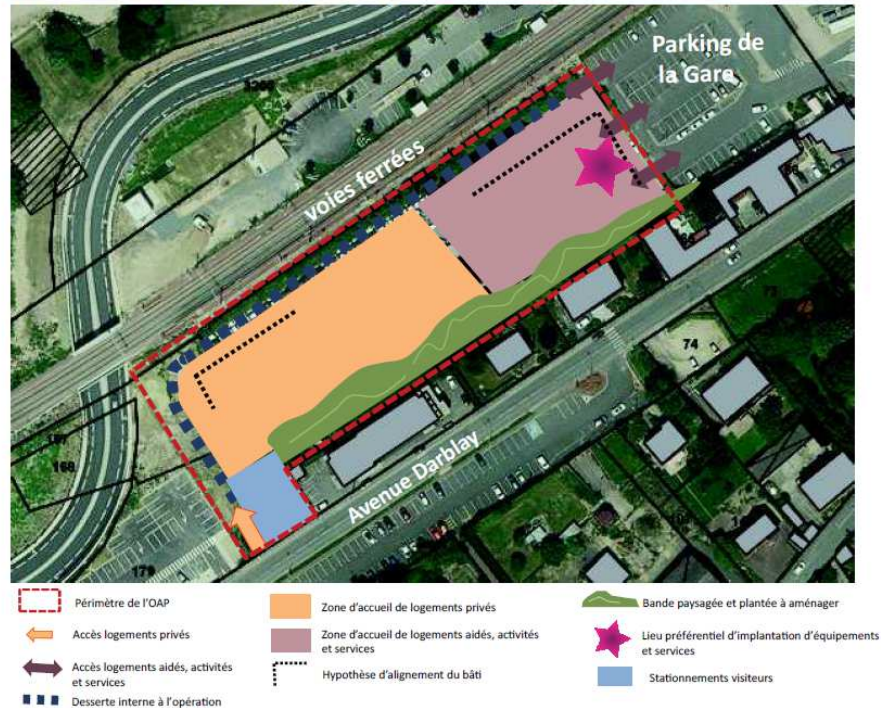 Parking de
la Gare
voies ferrées
74
168
Avenue Darblay
179
Périmètre de l'OAP
Accès logements privés
Accès logements aidés, activités
et services
Desserte interne à l'opération
Zone d'accueil de logements privés
Zone d'accueil de logements aidés, activités
et services
Hypothèse d'alignement du bâti
Bande paysagée et plantée à aménager
Lieu préférentiel d'implantation d'équipements
et services
Stationnements visiteurs